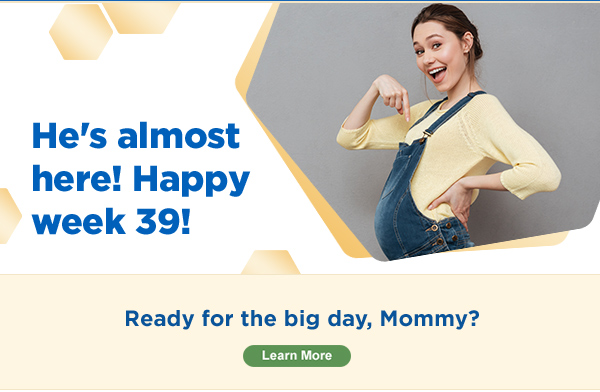 He's almost
here! Happy
week 39!
Ready for the big day, Mommy?
Learn More